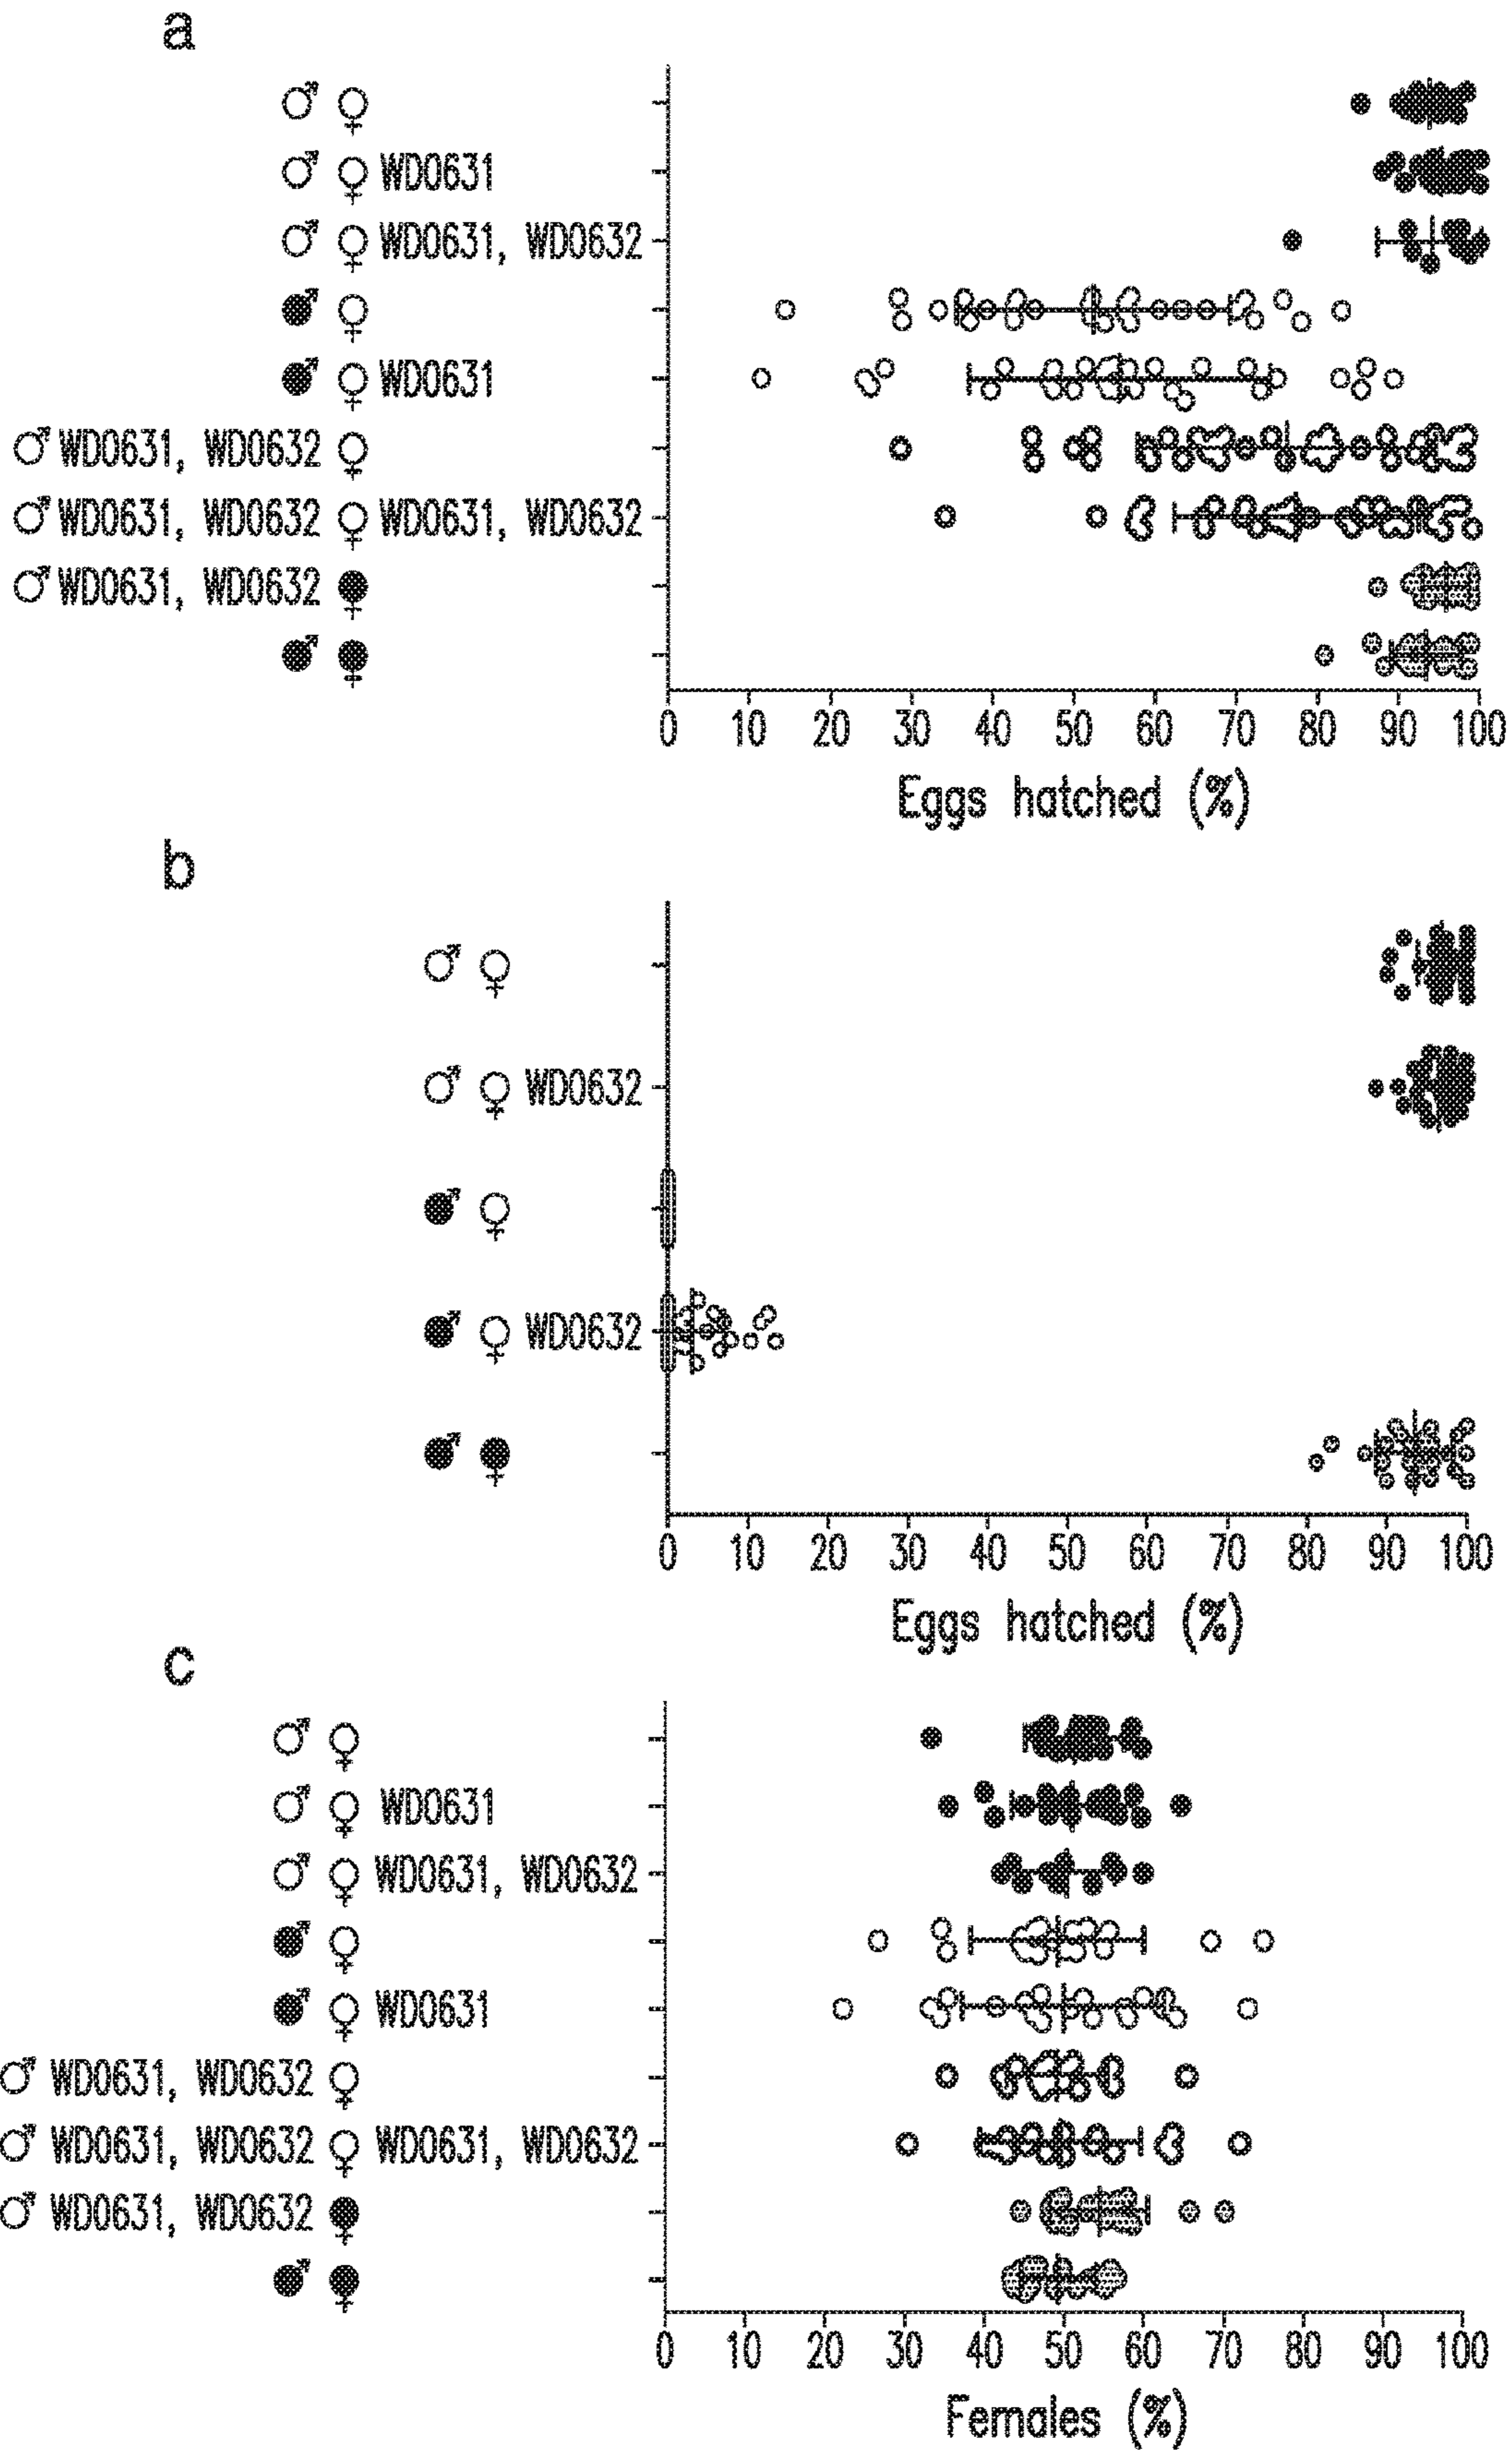 a
♂ ♀
♂ ♀ WD0631
♂ ♀ WD0631, WD0632
♂ ♀
♂ ♀ WD0631
♂ WD0631, WD0632 ♀
♂ WD0631, WD0632 ♀ WD0631, WD0632
♂ WD0631, WD0632 ♀
♂ ♀
0 10 20 30 40 50 60 70 80 90 100
Eggs hatched (%)
b
♂ ♀
♂ ♀ WD0632
♂ ♀
♂ ♀ WD0632
♂ ♀
0 10 20 30 40 50 60 70 80 90 100
Eggs hatched (%)
c
♂ ♀
♂ ♀ WD0631
♂ ♀ WD0631, WD0632
♂ ♀
♂ ♀ WD0631
♂ WD0631, WD0632 ♀
♂ WD0631, WD0632 ♀ WD0631, WD0632
♂ WD0631, WD0632 ♀
♂ ♀
0 10 20 30 40 50 60 70 80 90 100
Females (%)